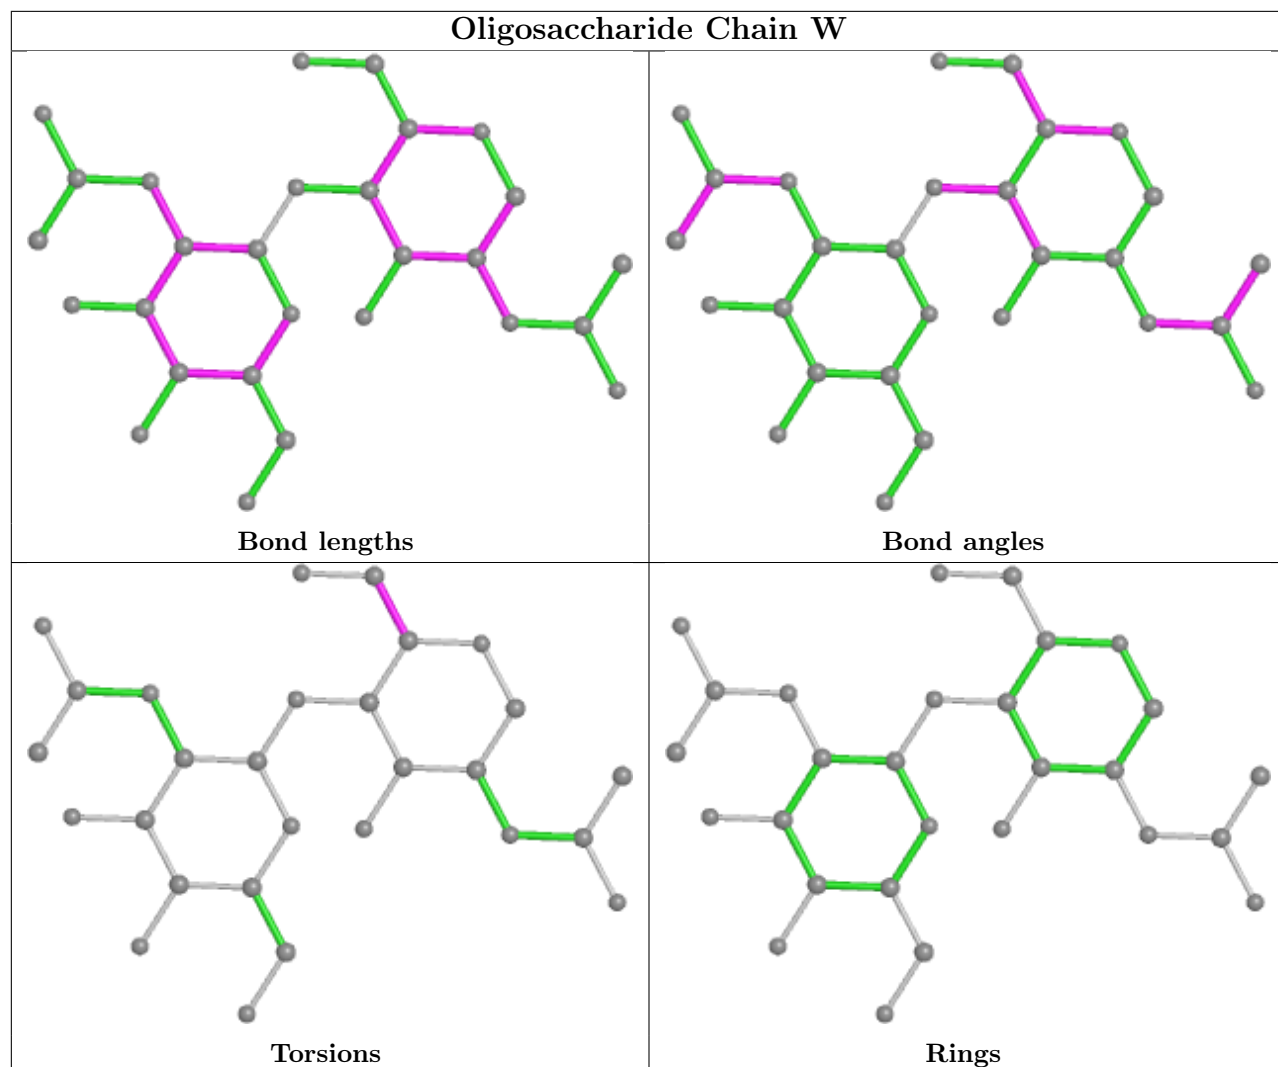 Oligosaccharide Chain W
Bond lengths
Bond angles
Torsions
Rings